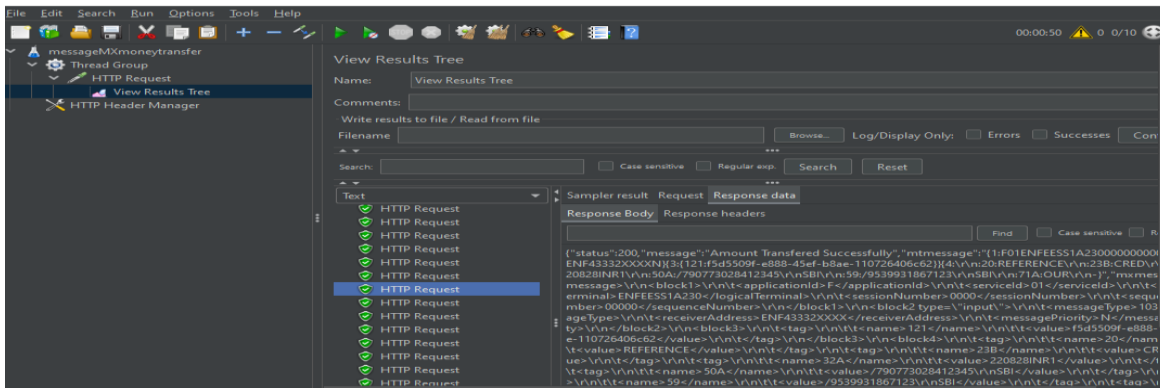 File Edit Search Run Options Tools Help
00:00:50 0 0/10
messageMXmoneytransfer
Thread Group
HTTP Request
View Results Tree
HTTP Header Manager
View Results Tree
Name: View Results Tree
Comments:
Write results to file / Read from file
Filename Browse... Log/Display Only: Errors Successes Con
Search: Case sensitive Regular exp. Search Reset
Text
HTTP Request
HTTP Request
HTTP Request
HTTP Request
HTTP Request
HTTP Request
HTTP Request
HTTP Request
HTTP Request
HTTP Request
HTTP Request
HTTP Request
HTTP Request
HTTP Request
Sampler result Request Response data
Response Body Response headers
Find Case sensitive R
{"status":200,"message":"Amount Transfered Successfully","mtmessage":"{1:F01ENFEESS1A23000000000
ENF43332XXXXN}{3:{121:f5d5509f-e888-45ef-b8ae-110726406c62}}{4:\r\n:20:REFERENCE\r\n:23B:CRED\r\
20828INR1\r\n:50A:/790773028412345\r\nSBI\r\n:59:/9539931867123\r\nSBI\r\n:71A:OUR\r\n-}","mxmes
message>\r\n<block1>\r\n\t<applicationId>F</applicationId>\r\n\t<serviceId>01</serviceId>\r\n\t<
erminal>ENFEESS1A230</logicalTerminal>\r\n\t<sessionNumber>0000</sessionNumber>\r\n\t<sequ
mber>00000</sequenceNumber>\r\n</block1>\r\n<block2 type=\"input\">\r\n\t<messageType>103
ageType>\r\n\t<receiverAddress>ENF43332XXXX</receiverAddress>\r\n\t<messagePriority>N</messa
ty>\r\n</block2>\r\n<block3>\r\n\t<tag>\r\n\t\t<name>121</name>\r\n\t\t<value>f5d5509f-e888-
e-110726406c62</value>\r\n\t</tag>\r\n</block3>\r\n<block4>\r\n\t<tag>\r\n\t\t<name>20</nam
\t<value>REFERENCE</value>\r\n\t</tag>\r\n\t<tag>\r\n\t\t<name>23B</name>\r\n\t\t<value>CR
ue>\r\n\t</tag>\r\n\t<tag>\r\n\t\t<name>32A</name>\r\n\t\t<value>220828INR1</value>\r\n\t</t
\t<tag>\r\n\t\t<name>50A</name>\r\n\t\t<value>/790773028412345\r\nSBI</value>\r\n\t</tag>\r\
>\r\n\t\t<name>59</name>\r\n\t\t<value>/9539931867123\r\nSBI</value>\r\n\t</tag>\r\n\t<tag>\